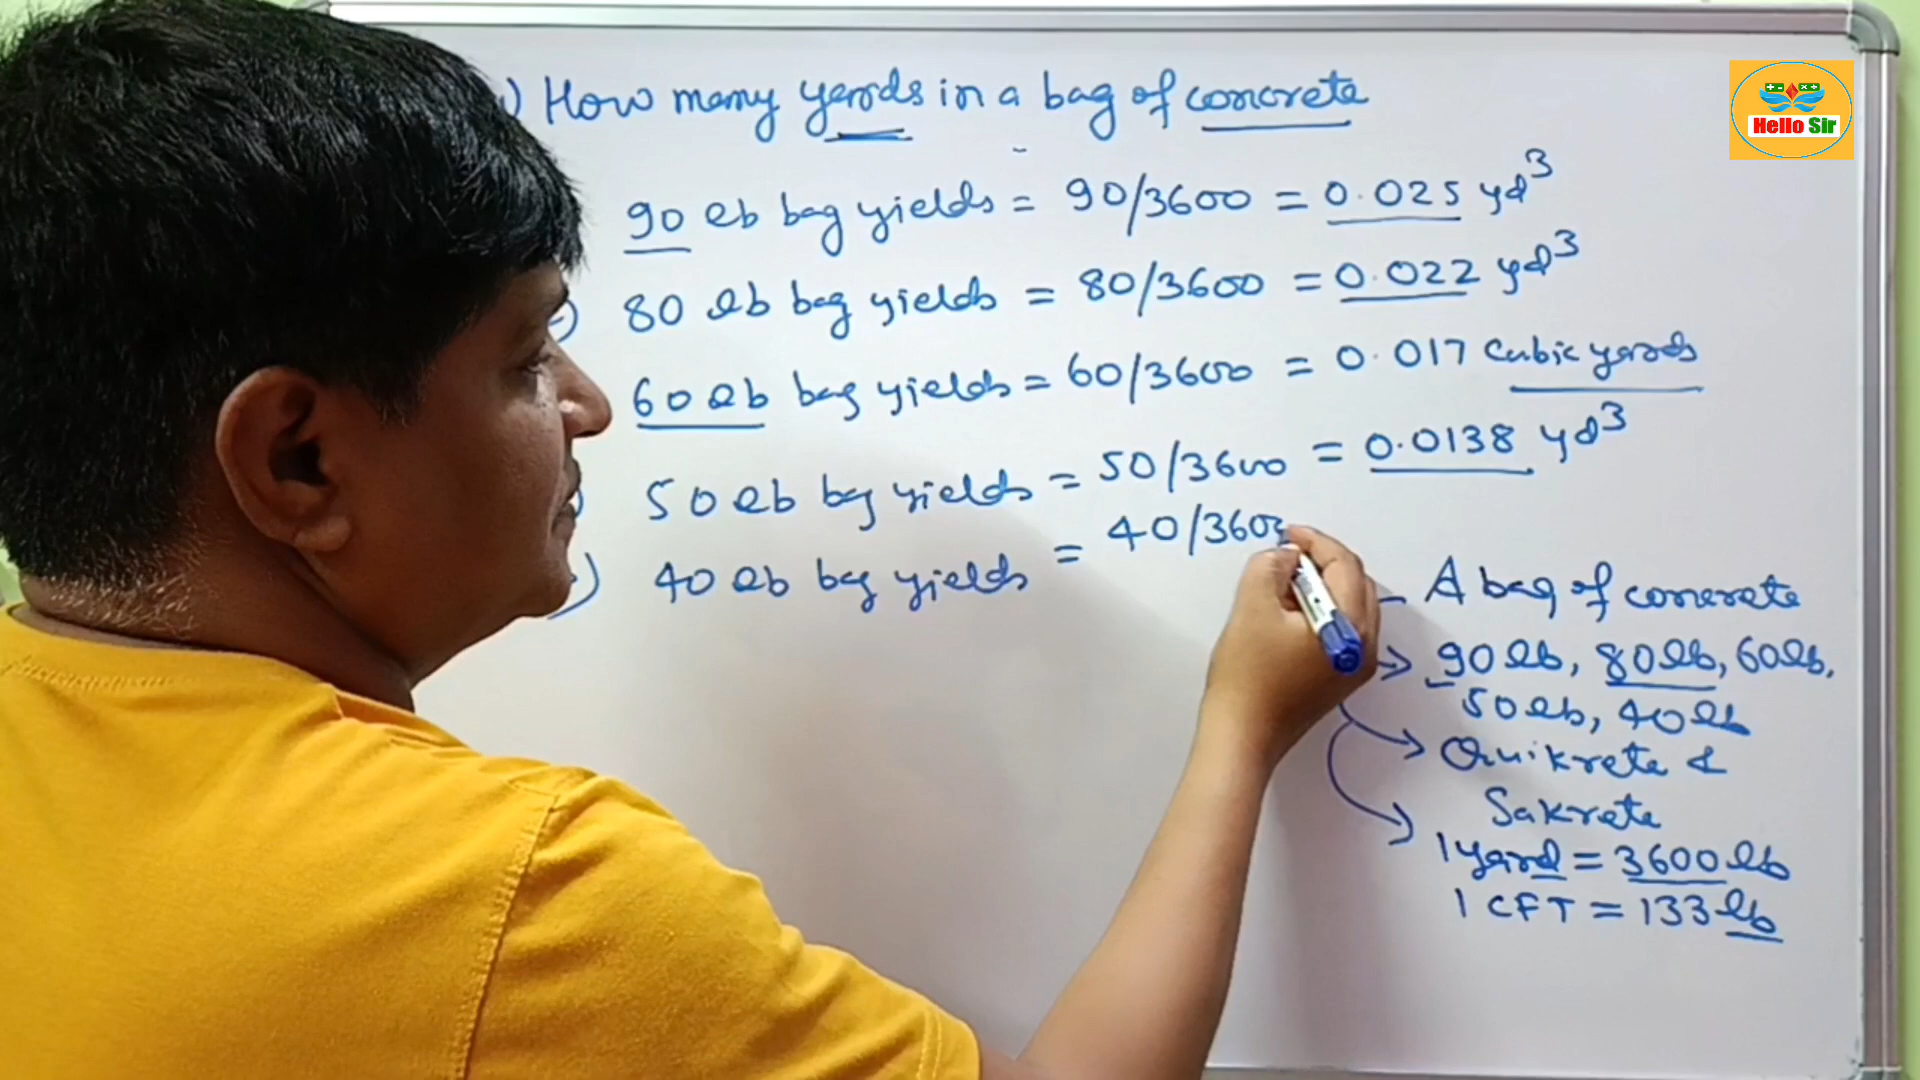 How many yards in a bag of concrete
Hello Sir
90 lb bag yields = 90/3600 = 0.025 yd³
80 lb bag yields = 80/3600 = 0.022 yd³
60 lb bag yields = 60/3600 = 0.017 Cubic yards
50 lb bag yields = 50/3600 = 0.0138 yd³
40 lb bag yields = 40/3600
A bag of concrete
90 lb, 80 lb, 60 lb,
50 lb, 40 lb
Quikrete &
Sakrete
1 yard = 3600 lb
1 CFT = 133 lb